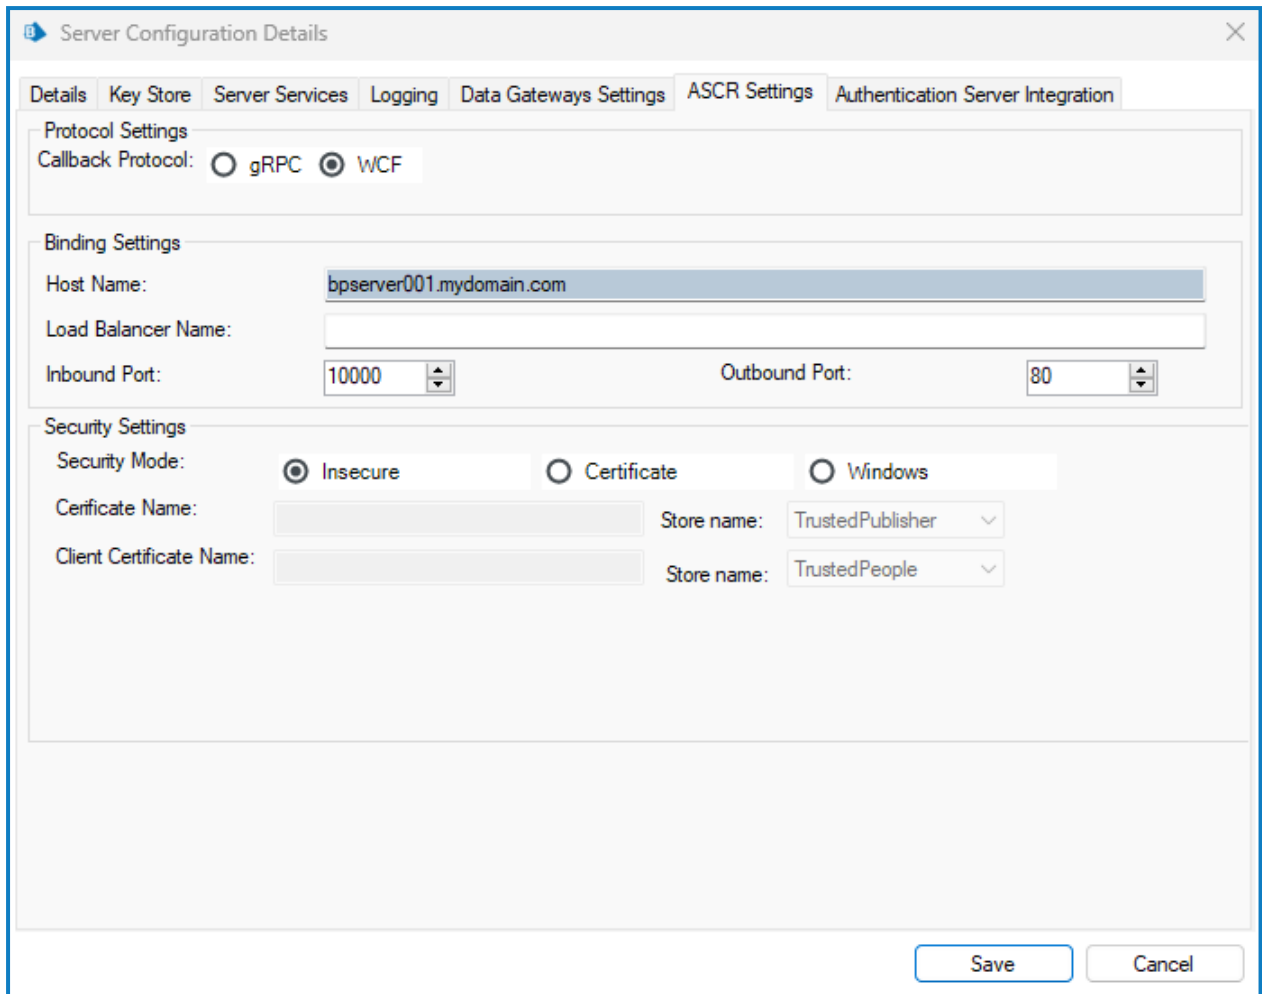 Server Configuration Details
Details Key Store Server Services Logging Data Gateways Settings ASCR Settings Authentication Server Integration
Protocol Settings
Callback Protocol: gRPC WCF
Binding Settings
Host Name: bpserver001.mydomain.com
Load Balancer Name:
Inbound Port: 10000 Outbound Port: 80
Security Settings
Security Mode: Insecure Certificate Windows
Cerificate Name: Store name: TrustedPublisher
Client Certificate Name: Store name: TrustedPeople
Save Cancel